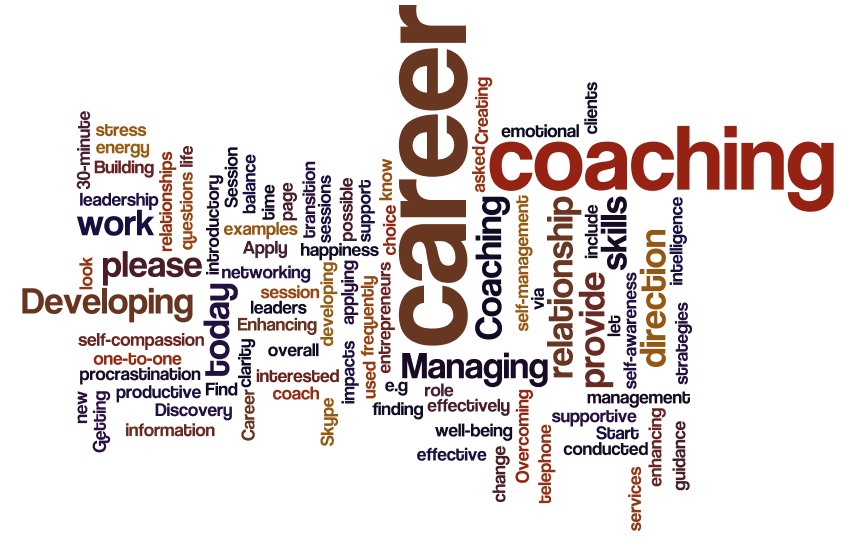 career
coaching
30-minute
stress
energy
Building
leadership
work
relationships
questions
life
look
please
Developing
introductory
Session
balance
time
page
examples
Apply
transition
sessions
possible
support
happiness
networking
know
choice
asked
Creating
emotional
clients
Coaching
self-management
via
relationship
include
skills
provide
let
self-awareness
direction
intelligence
strategies
today
session
leaders
Enhancing
developing
applying
used
frequently
entrepreneurs
self-compassion
one-to-one
procrastination
productive
Find
Discovery
information
new
Getting
clarity
Career
overall
interested
coach
Skype
impacts
Managing
e.g
role
finding
effectively
well-being
effective
change
Overcoming
telephone
management
supportive
Start
conducted
enhancing
guidance
services